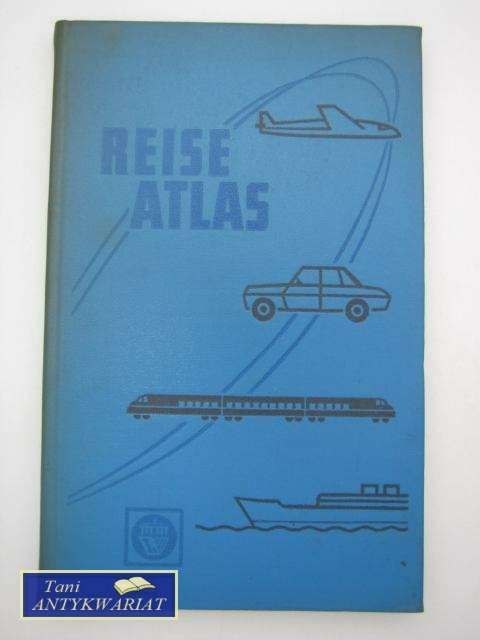 REISE
ATLAS
W
Tani
ANTYKWARIAT